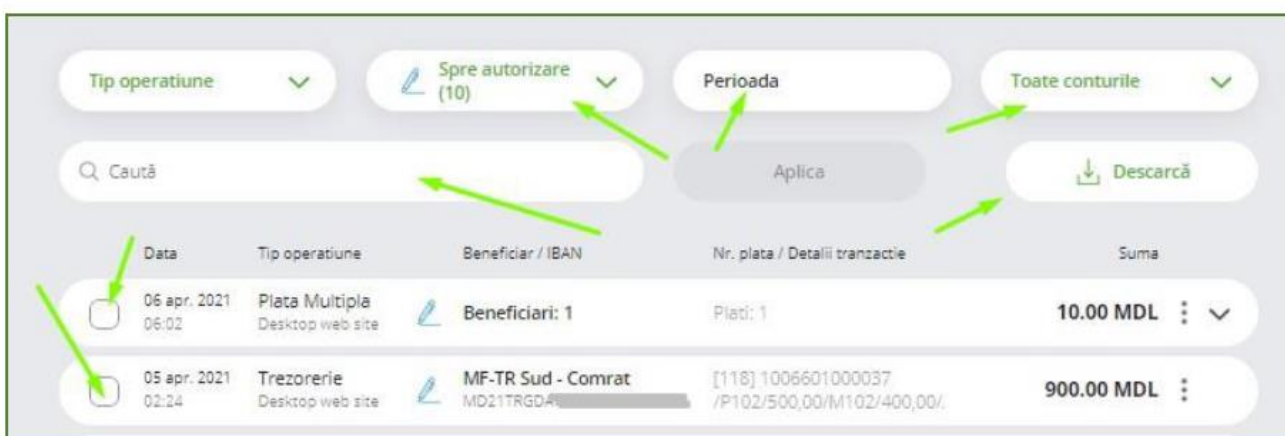 Tip operatiune
Spre autorizare
(10)
Perioada
Toate conturile
Caută
Aplica
Descarcă
Data Tip operatiune Beneficiar / IBAN Nr. plata / Detalii tranzactie Suma
06 apr. 2021 Plata Multipla Beneficiari: 1 Plati: 1 10.00 MDL
06:02 Desktop web site
05 apr. 2021 Trezorerie MF-TR Sud - Comrat [118] 1006601000037 900.00 MDL
02:24 Desktop web site MD21TRGDA /P102/500,00/M102/400,00/.